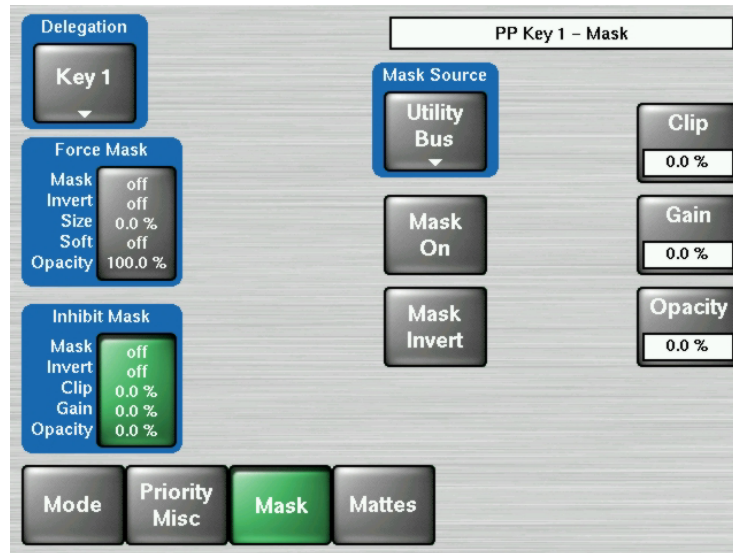 Delegation
Key 1
PP Key 1 – Mask
Mask Source
Utility
Bus
Clip
0.0 %
Force Mask
Mask off
Invert off
Size 0.0 %
Soft off
Opacity 100.0 %
Mask
On
Gain
0.0 %
Mask
Invert
Opacity
0.0 %
Inhibit Mask
Mask off
Invert off
Clip 0.0 %
Gain 0.0 %
Opacity 0.0 %
Mode
Priority
Misc
Mask
Mattes